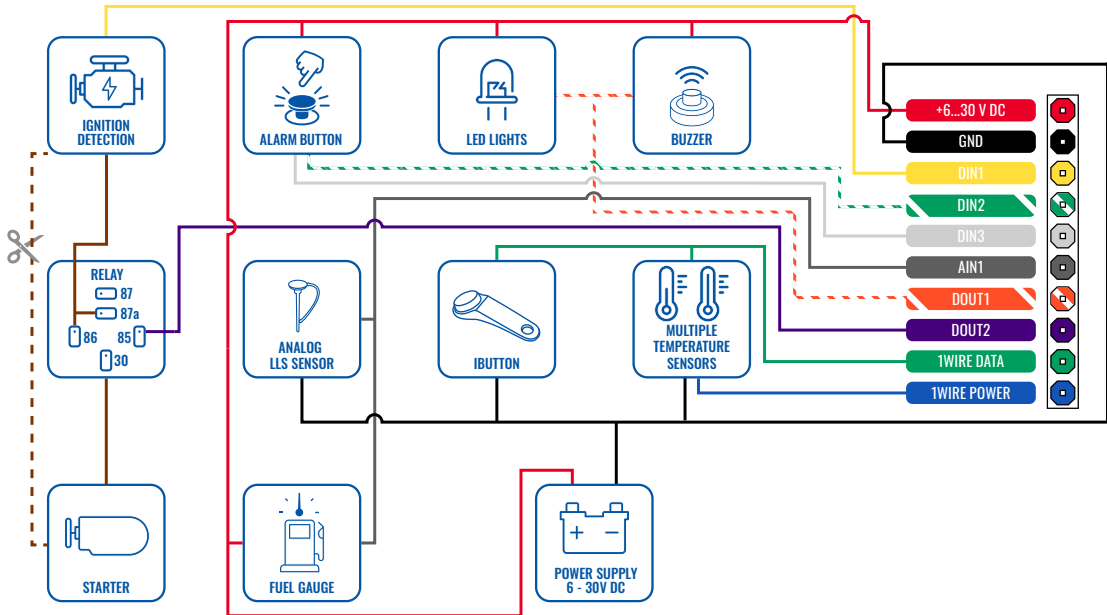 IGNITION
DETECTION
ALARM BUTTON
LED LIGHTS
BUZZER
+6...30 V DC
GND
DIN1
DIN2
DIN3
AIN1
DOUT1
DOUT2
1WIRE DATA
1WIRE POWER
RELAY
87
87a
86
85
30
ANALOG
LLS SENSOR
IBUTTON
MULTIPLE
TEMPERATURE
SENSORS
STARTER
FUEL GAUGE
POWER SUPPLY
6 - 30V DC